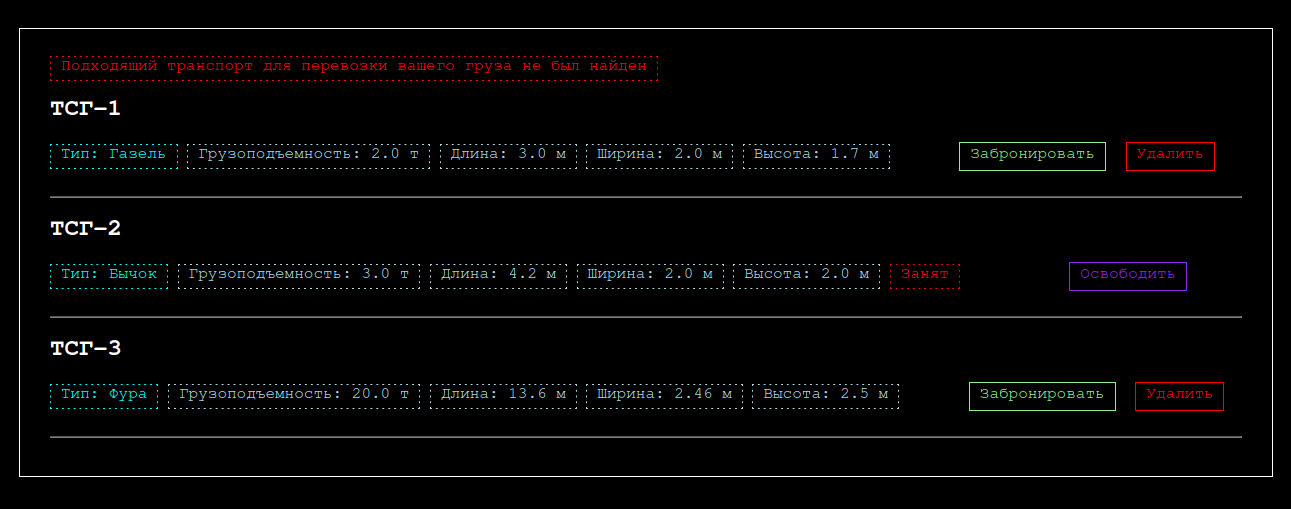 Подходящий транспорт для перевозки вашего груза не был найден
ТСГ-1
Тип: Газель Грузоподъемность: 2.0 т Длина: 3.0 м Ширина: 2.0 м Высота: 1.7 м Забронировать Удалить
ТСГ-2
Тип: Бычок Грузоподъемность: 3.0 т Длина: 4.2 м Ширина: 2.0 м Высота: 2.0 м Занят Освободить
ТСГ-3
Тип: Фура Грузоподъемность: 20.0 т Длина: 13.6 м Ширина: 2.46 м Высота: 2.5 м Забронировать Удалить